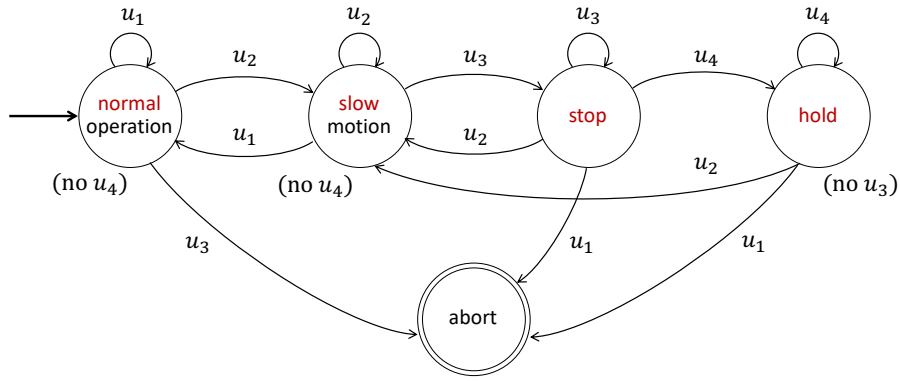 u₁
u₂
u₃
u₄
u₂
u₃
u₄
normal
operation
slow
motion
stop
hold
u₁
u₂
u₂
(no u₄)
(no u₄)
(no u₃)
u₃
u₁
u₁
abort